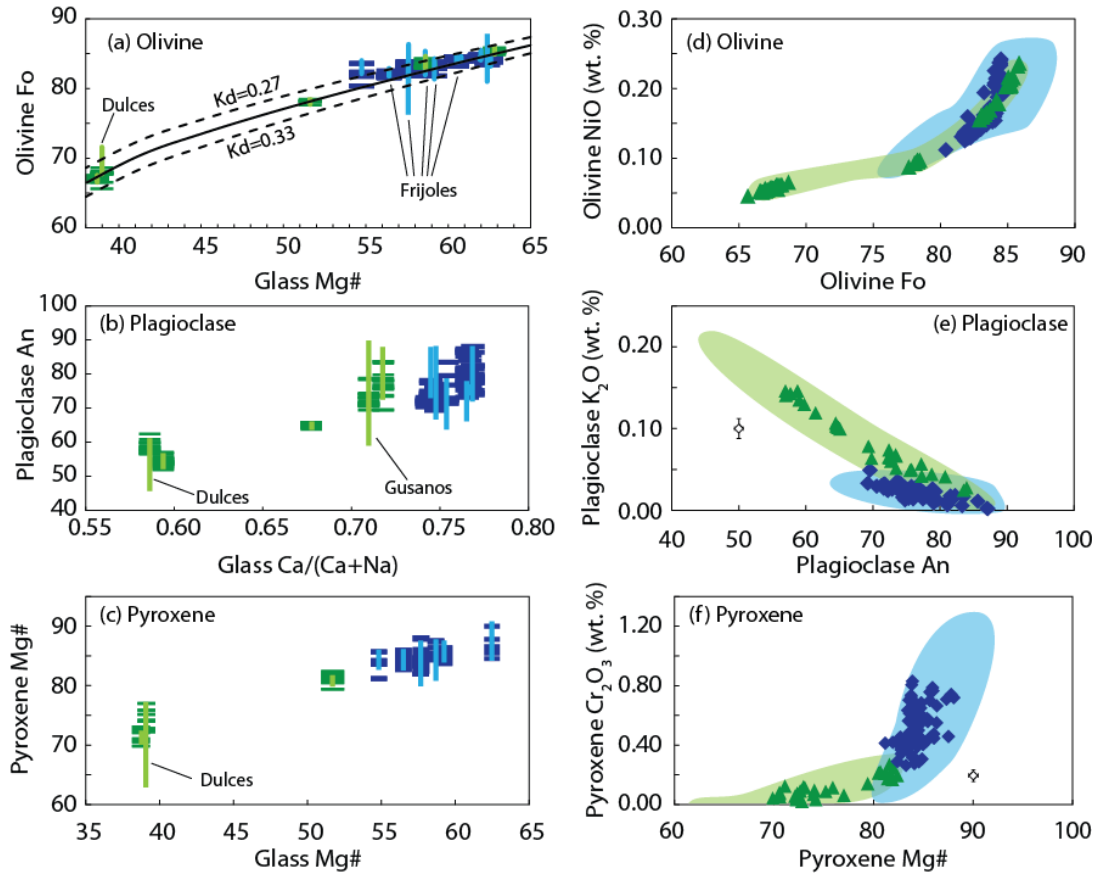 (a) Olivine
Olivine Fo
90
80
70
60
Dulces
Kd=0.27
Kd=0.33
Frijoles
40
45
50
55
60
65
Glass Mg#
(d) Olivine
Olivine NiO (wt. %)
0.30
0.20
0.10
0.00
60
65
70
75
80
85
90
Olivine Fo
(b) Plagioclase
Plagioclase An
100
90
80
70
60
50
40
Dulces
Gusanos
0.55
0.60
0.65
0.70
0.75
0.80
Glass Ca/(Ca+Na)
(e) Plagioclase
Plagioclase K₂O (wt. %)
0.20
0.10
0.00
40
50
60
70
80
90
100
Plagioclase An
(c) Pyroxene
Pyroxene Mg#
90
80
70
60
Dulces
35
40
45
50
55
60
65
Glass Mg#
(f) Pyroxene
Pyroxene Cr₂O₃ (wt. %)
1.20
0.80
0.40
0.00
60
70
80
90
100
Pyroxene Mg#